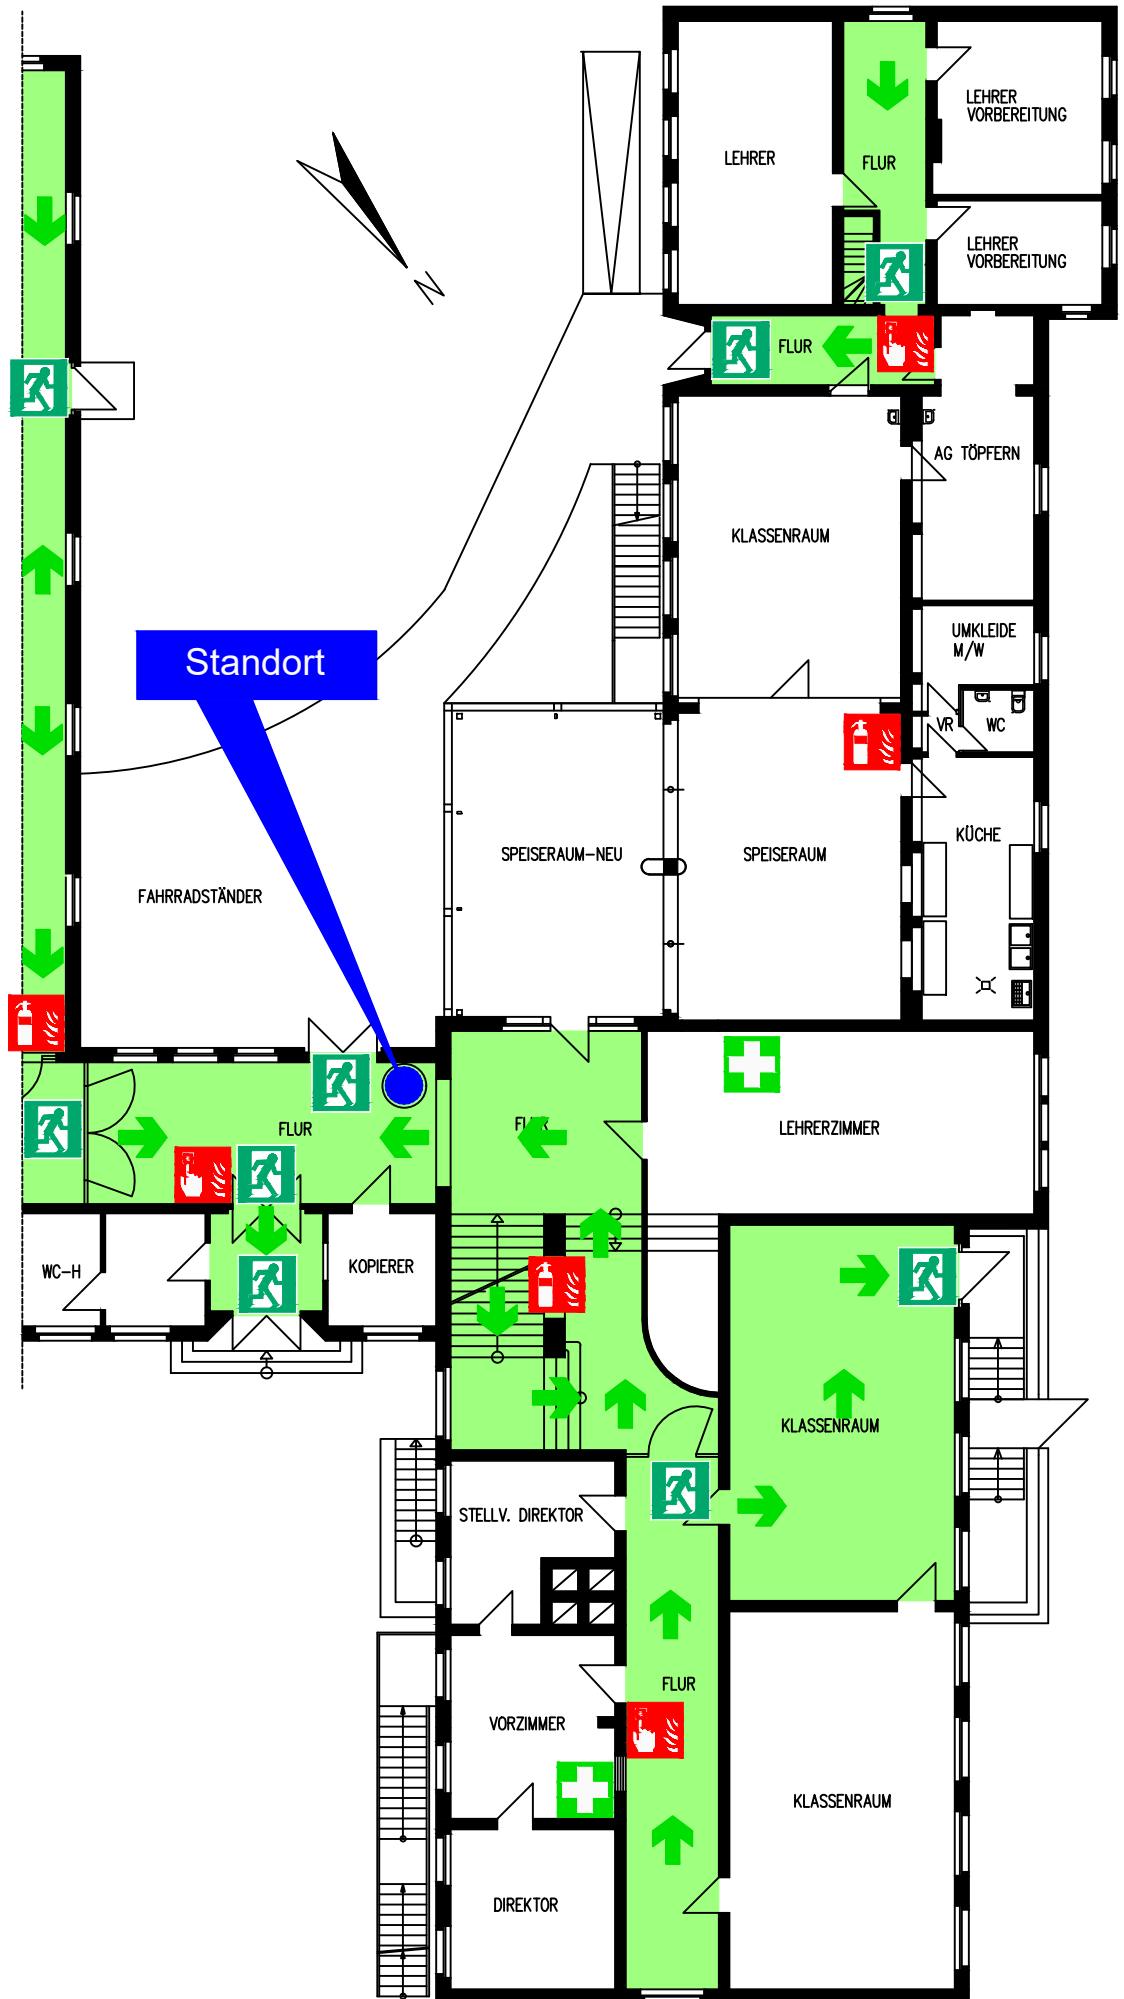 LEHRER
VORBEREITUNG
LEHRER
FLUR
LEHRER
VORBEREITUNG
FLUR
AG TÖPFERN
KLASSENRAUM
UMKLEIDE
M/W
Standort
VR
WC
KÜCHE
SPEISERAUM-NEU
SPEISERAUM
FAHRRADSTÄNDER
FLUR
FLUR
LEHRERZIMMER
WC-H
KOPIERER
KLASSENRAUM
STELLV. DIREKTOR
FLUR
VORZIMMER
KLASSENRAUM
DIREKTOR
N